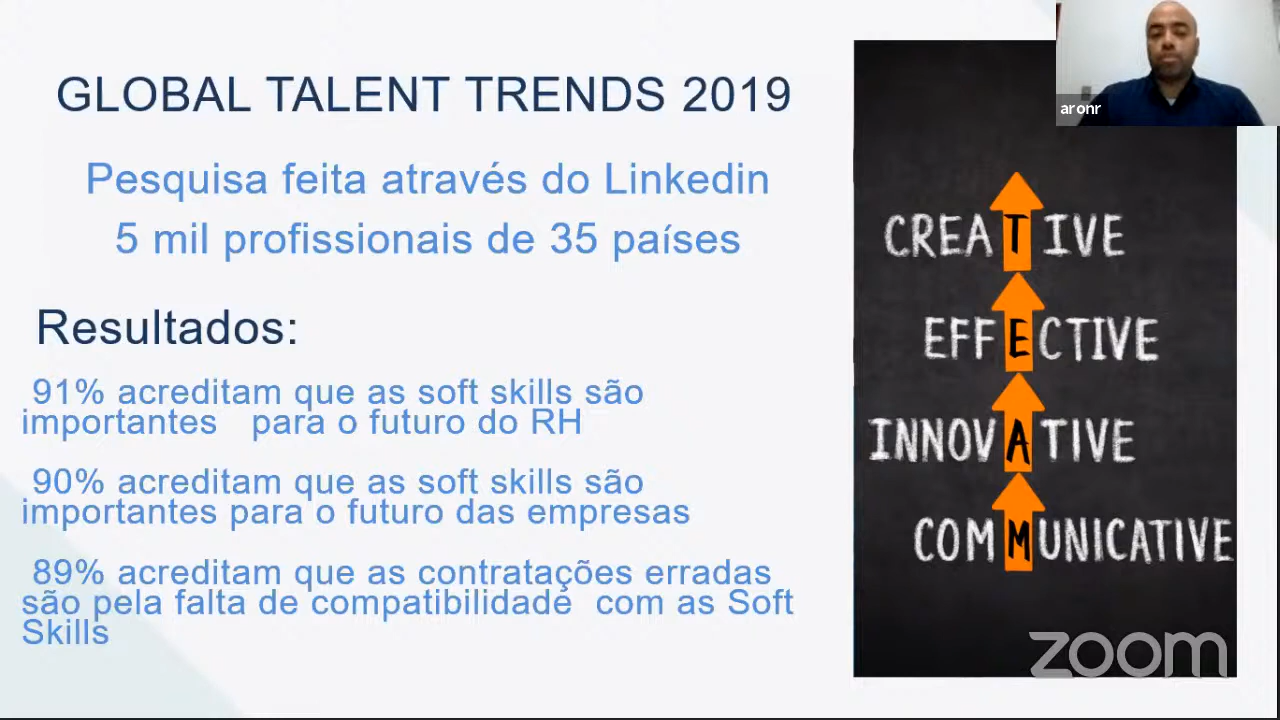 GLOBAL TALENT TRENDS 2019
Pesquisa feita através do Linkedin
5 mil profissionais de 35 países
Resultados:
91% acreditam que as soft skills são
importantes para o futuro do RH
90% acreditam que as soft skills são
importantes para o futuro das empresas
89% acreditam que as contratações erradas
são pela falta de compatibilidade com as Soft
Skills
aronr
CREATIVE
EFFECTIVE
INNOVATIVE
COMMUNICATIVE
zoom